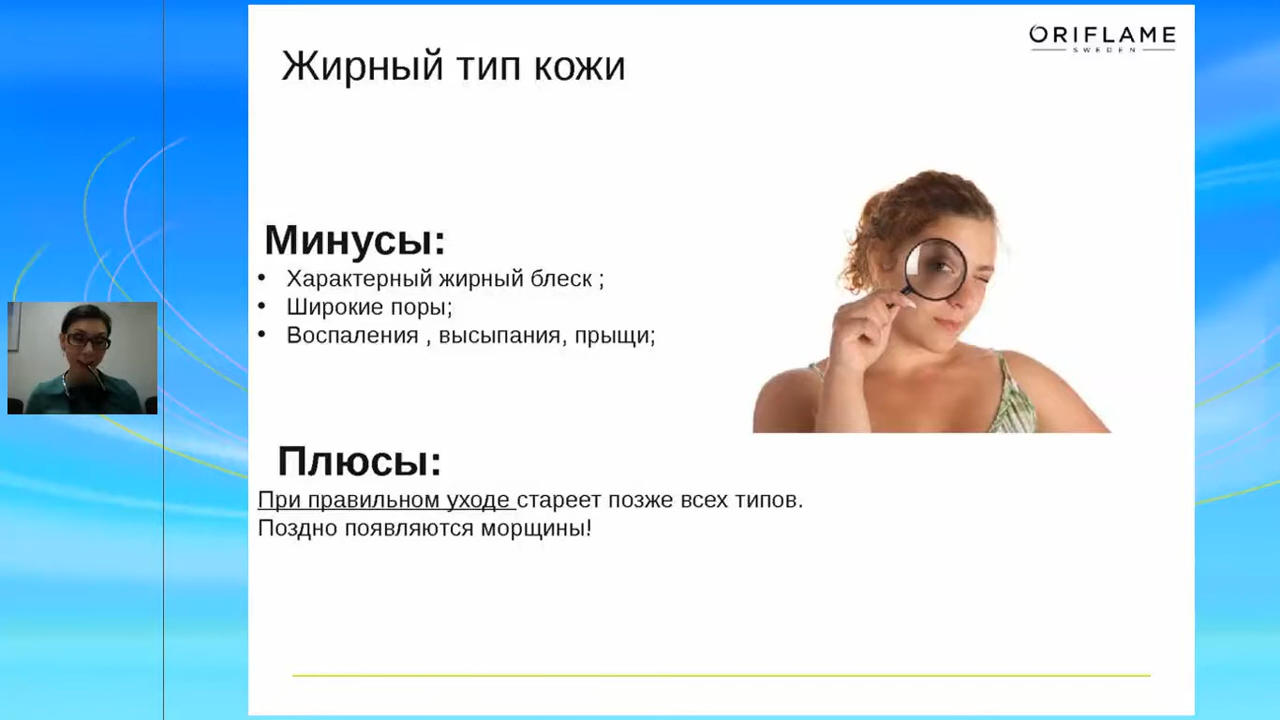 ORIFLAME
SWEDEN
Жирный тип кожи
Минусы:
• Характерный жирный блеск ;
• Широкие поры;
• Воспаления , высыпания, прыщи;
Плюсы:
При правильном уходе стареет позже всех типов.
Поздно появляются морщины!